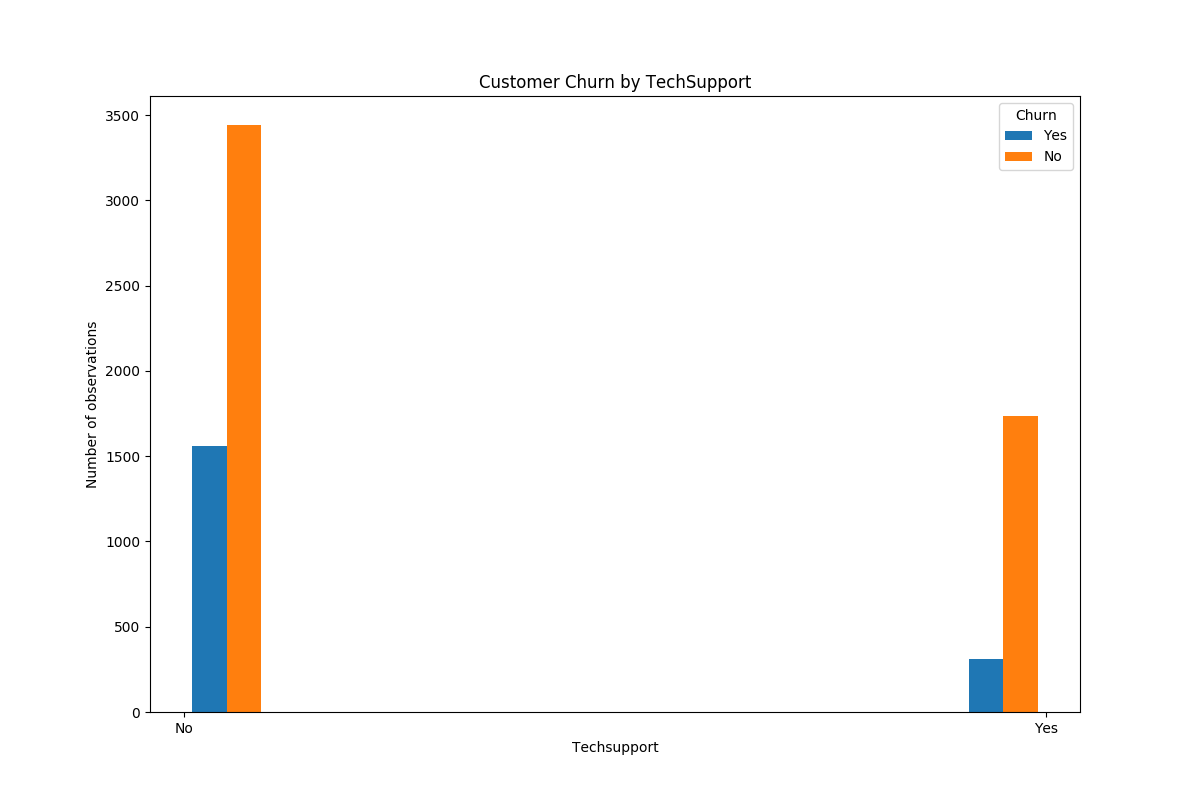 Customer Churn by TechSupport
Churn
Yes
No
3500
3000
2500
2000
1500
1000
500
0
Number of observations
No
Yes
Techsupport